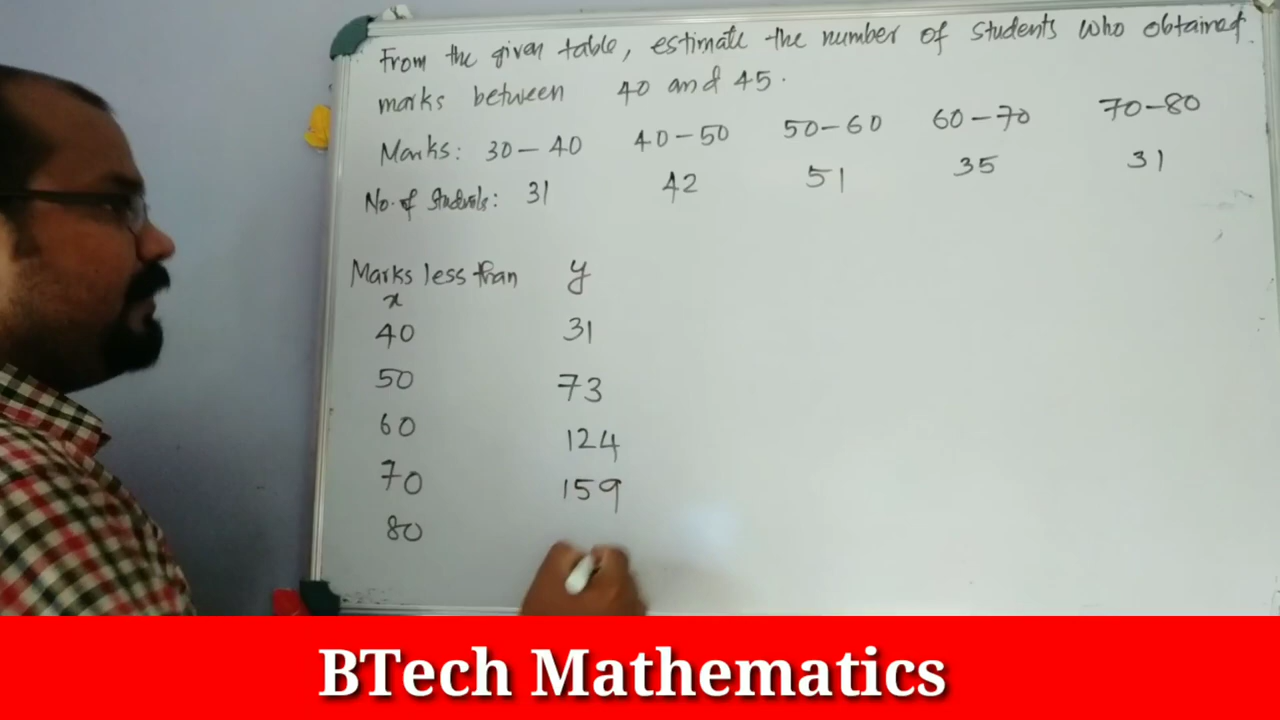 From the given table, estimate the number of students who obtained
marks between 40 and 45.
Marks: 30-40 40-50 50-60 60-70 70-80
No. of Students: 31 42 51 35 31
Marks less than y
x
40 31
50 73
60 124
70 159
80
BTech Mathematics